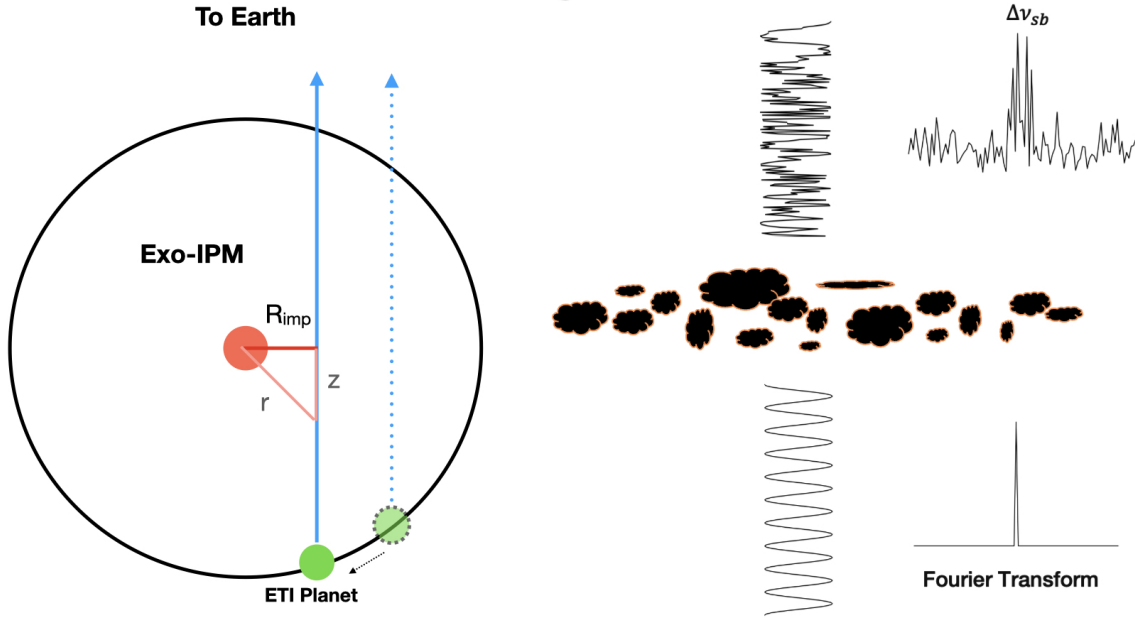 To Earth
Δν_sb
Exo-IPM
R_imp
z
r
ETI Planet
Fourier Transform